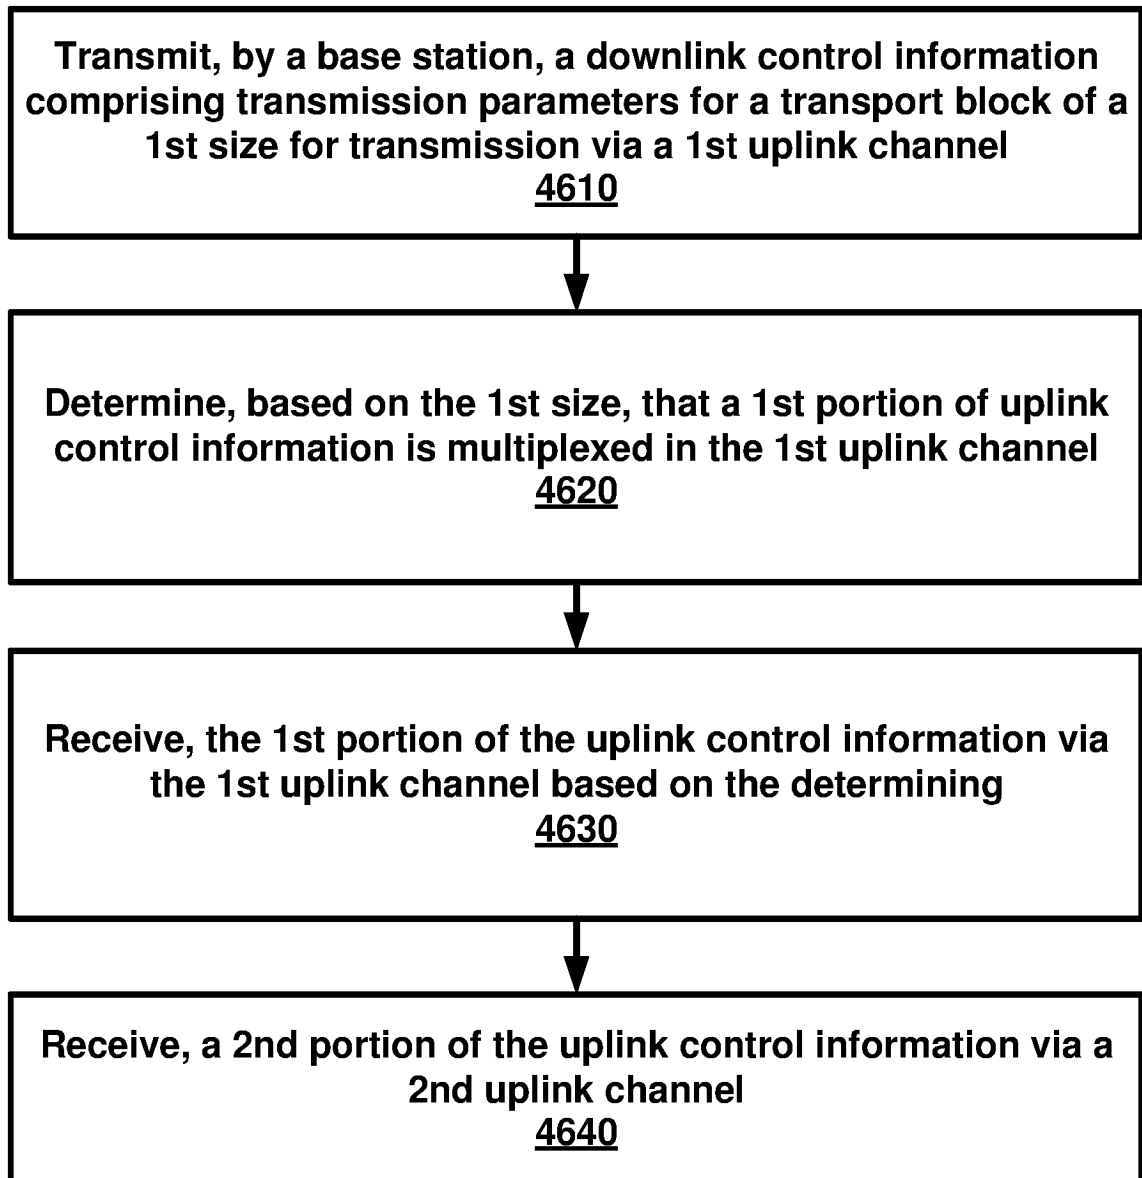 Transmit, by a base station, a downlink control information
comprising transmission parameters for a transport block of a
1st size for transmission via a 1st uplink channel
4610
Determine, based on the 1st size, that a 1st portion of uplink
control information is multiplexed in the 1st uplink channel
4620
Receive, the 1st portion of the uplink control information via
the 1st uplink channel based on the determining
4630
Receive, a 2nd portion of the uplink control information via a
2nd uplink channel
4640